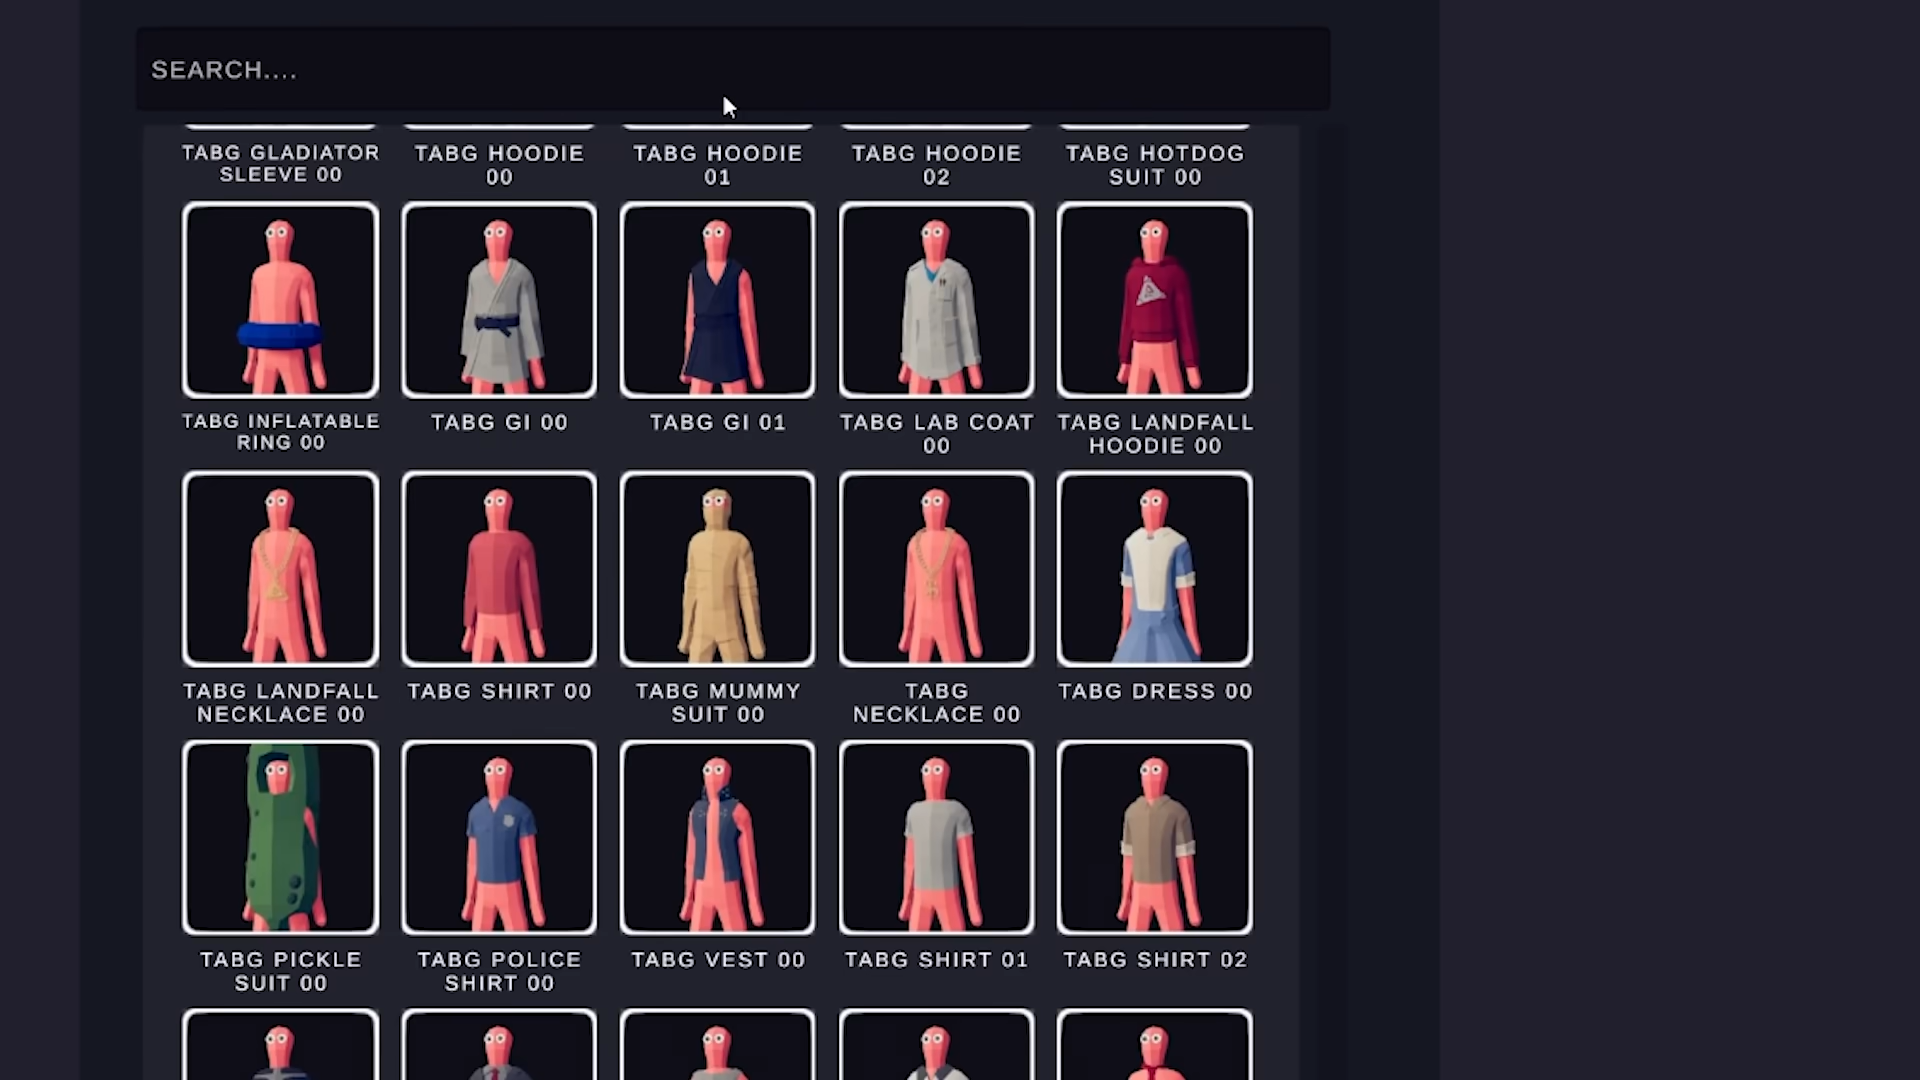 SEARCH....
TABG GLADIATOR
SLEEVE 00
TABG HOODIE
00
TABG HOODIE
01
TABG HOODIE
02
TABG HOTDOG
SUIT 00
TABG INFLATABLE
RING 00
TABG GI 00
TABG GI 01
TABG LAB COAT
00
TABG LANDFALL
HOODIE 00
TABG LANDFALL
NECKLACE 00
TABG SHIRT 00
TABG MUMMY
SUIT 00
TABG
NECKLACE 00
TABG DRESS 00
TABG PICKLE
SUIT 00
TABG POLICE
SHIRT 00
TABG VEST 00
TABG SHIRT 01
TABG SHIRT 02